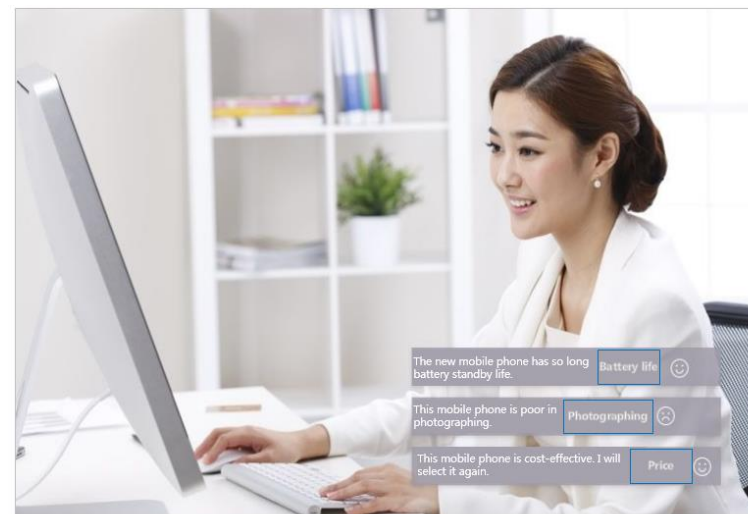 The new mobile phone has so long
battery standby life.
Battery life
This mobile phone is poor in
photographing.
Photographing
This mobile phone is cost-effective. I will
select it again.
Price